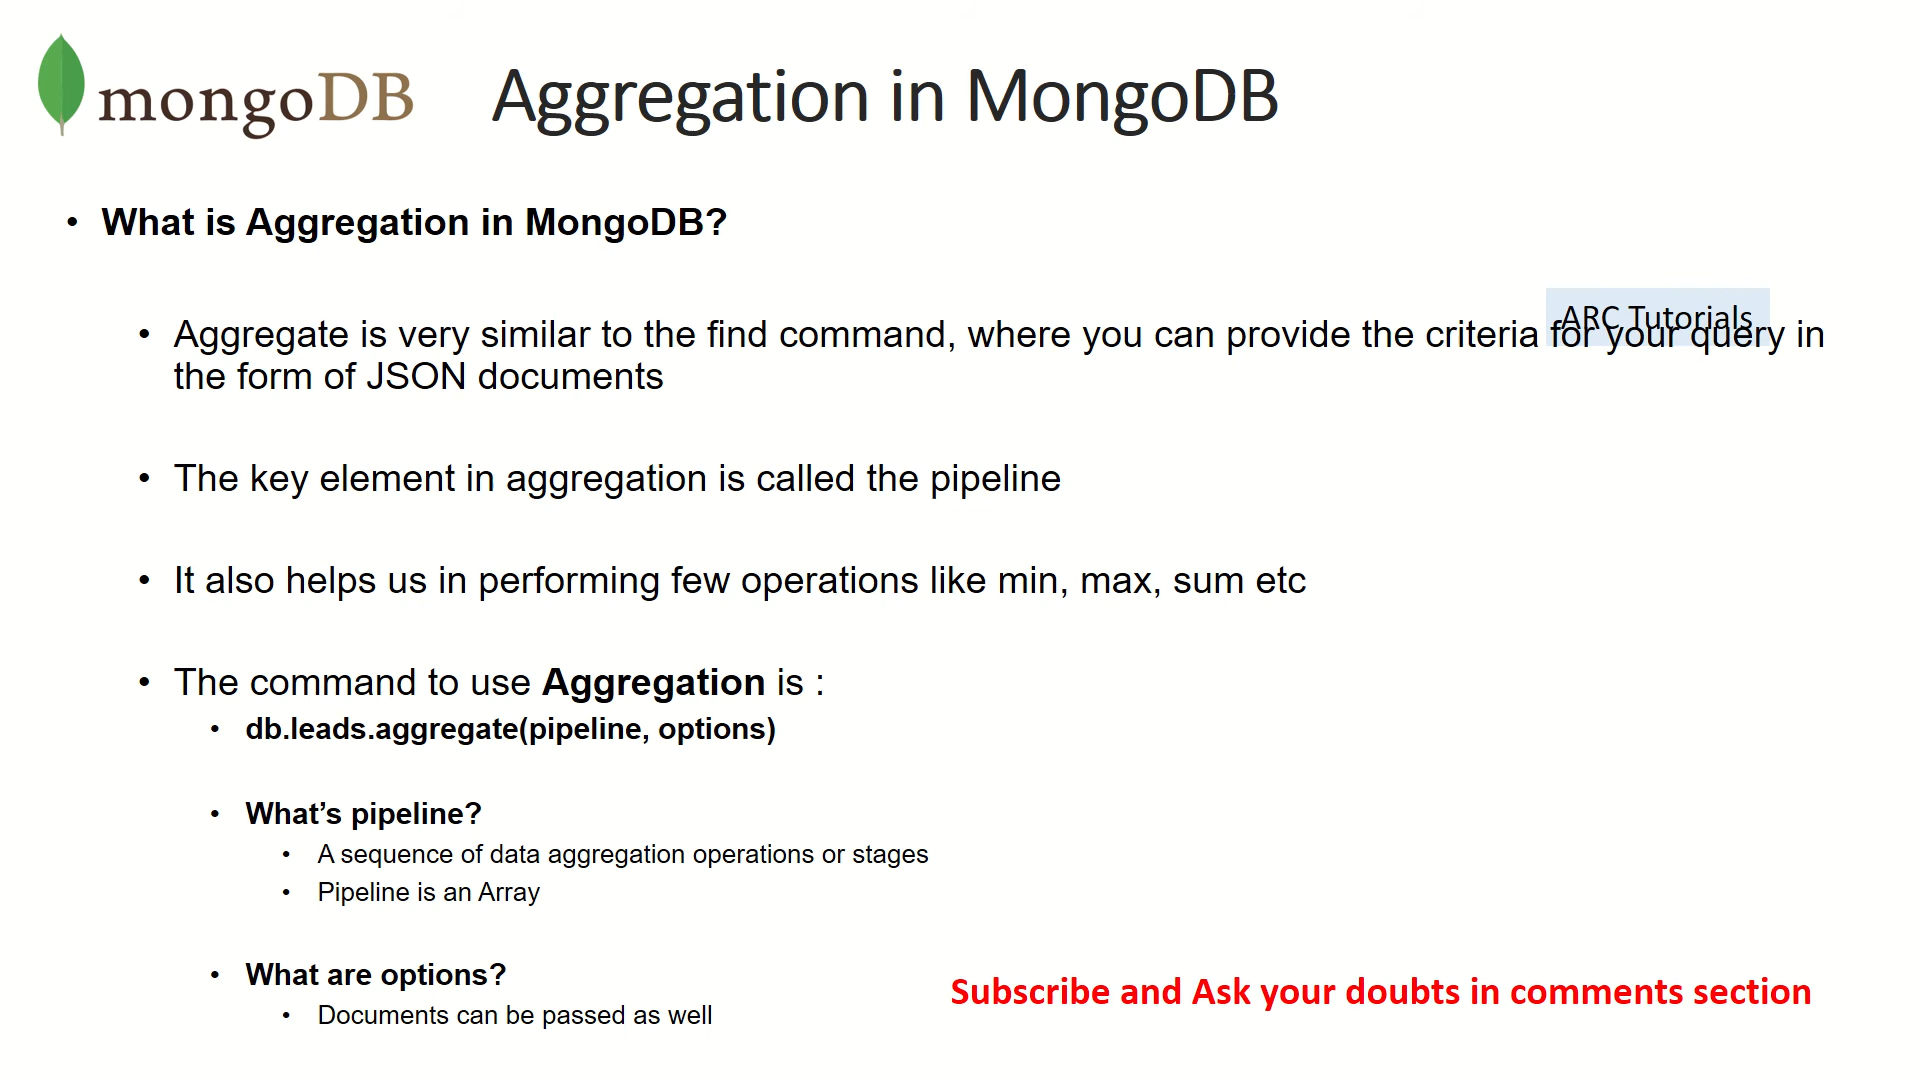 mongoDB
Aggregation in MongoDB
• What is Aggregation in MongoDB?
ARC Tutorials
• Aggregate is very similar to the find command, where you can provide the criteria for your query in
the form of JSON documents
• The key element in aggregation is called the pipeline
• It also helps us in performing few operations like min, max, sum etc
• The command to use Aggregation is :
• db.leads.aggregate(pipeline, options)
• What’s pipeline?
• A sequence of data aggregation operations or stages
• Pipeline is an Array
• What are options?
• Documents can be passed as well
Subscribe and Ask your doubts in comments section